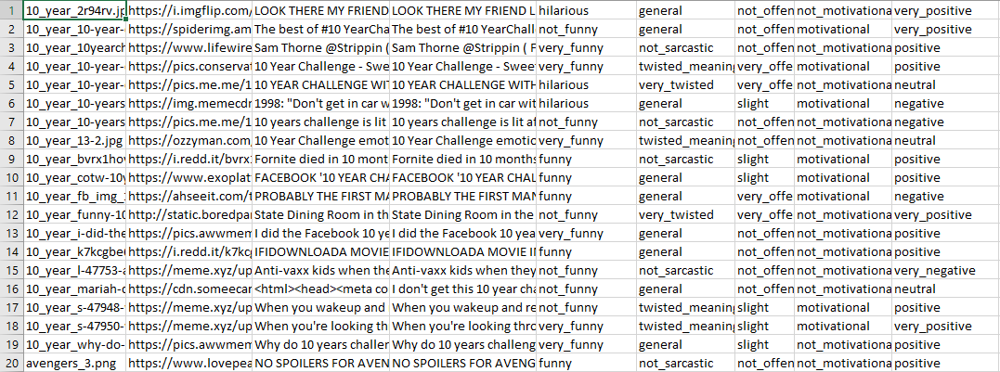 1 10_year_2r94rv.jp https://i.imgflip.com/ LOOK THERE MY FRIEND LOOK THERE MY FRIEND L hilarious general not_offen not_motivationa very_positive
2 10_year_10-year- https://spiderimg.am The best of #10 YearCha The best of #10 YearChall not_funny general not_offen not_motivationa very_positive
3 10_year_10yearch https://www.lifewire Sam Thorne @Strippin ( Sam Thorne @Strippin ( F very_funny not_sarcastic not_offen not_motivationa positive
4 10_year_10-year- https://pics.conserva 10 Year Challenge - Swe 10 Year Challenge - Sweet very_funny twisted_meaning very_offe motivational positive
5 10_year_10-year- https://pics.me.me/1 10 YEAR CHALLENGE WITH 10 YEAR CHALLENGE WITH hilarious very_twisted very_offe not_motivationa neutral
6 10_year_10-years https://img.memecdn 1998: "Don't get in car w 1998: "Don't get in car wit hilarious general slight motivational negative
7 10_year_10-years https://pics.me.me/1 10 years challenge is lit 10 years challenge is lit af not_funny not_sarcastic not_offen not_motivationa negative
8 10_year_13-2.jpg https://ozzyman.com 10 Year Challenge emot 10 Year Challenge emotic very_funny twisted_meaning not_offen not_motivationa neutral
9 10_year_bvrx1ho https://i.redd.it/bvrx1 Fornite died in 10 mont Fornite died in 10 months funny not_sarcastic slight motivational positive
10 10_year_cotw-10y https://www.exoplat FACEBOOK '10 YEAR CHA FACEBOOK '10 YEAR CHAL funny general slight motivational positive
11 10_year_fb_img_ https://ahseeit.com/ PROBABLY THE FIRST MA PROBABLY THE FIRST MAN funny general very_offe motivational negative
12 10_year_funny-10 http://static.boredpa State Dining Room in the State Dining Room in the not_funny very_twisted very_offe not_motivationa very_positive
13 10_year_i-did-the https://pics.awwmen I did the Facebook 10 ye I did the Facebook 10 yea very_funny general not_offen not_motivationa positive
14 10_year_k7kcgbe https://i.redd.it/k7kc IFIDOWNLOADA MOVIE IFIDOWNLOADA MOVIE II funny general not_offen not_motivationa positive
15 10_year_l-47753- https://meme.xyz/up Anti-vaxx kids when the Anti-vaxx kids when they not_funny not_sarcastic not_offen not_motivationa very_negative
16 10_year_mariah-c https://cdn.someecar <html><head><meta co I don't get this 10 year cha not_funny general not_offen not_motivationa neutral
17 10_year_s-47948- https://meme.xyz/up When you wakeup and When you wakeup and re not_funny twisted_meaning slight motivational positive
18 10_year_s-47950- https://meme.xyz/up When you're looking th When you're looking thro very_funny twisted_meaning slight motivational very_positive
19 10_year_why-do- https://pics.awwmen Why do 10 years challer Why do 10 years challeng very_funny general slight not_motivationa positive
20 avengers_3.png https://www.lovepea NO SPOILERS FOR AVEN NO SPOILERS FOR AVENG funny not_sarcastic not_offen not_motivationa positive